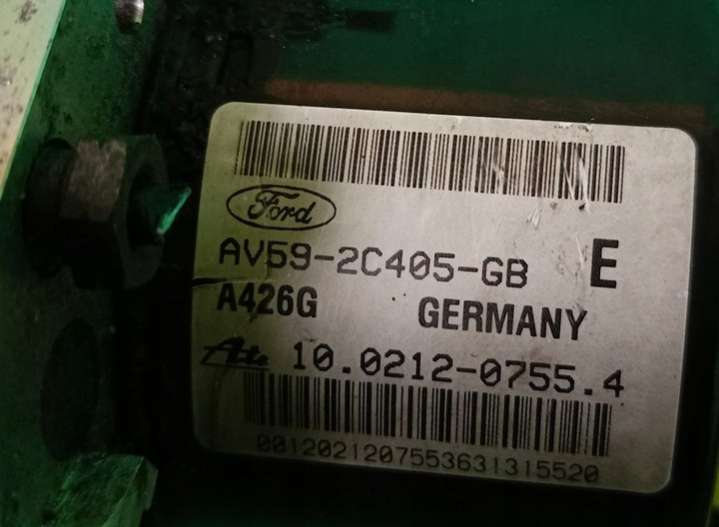 Ford
AV59-2C405-GB E
A426G GERMANY
Ate 10.0212-0755.4
0012021207553631315520